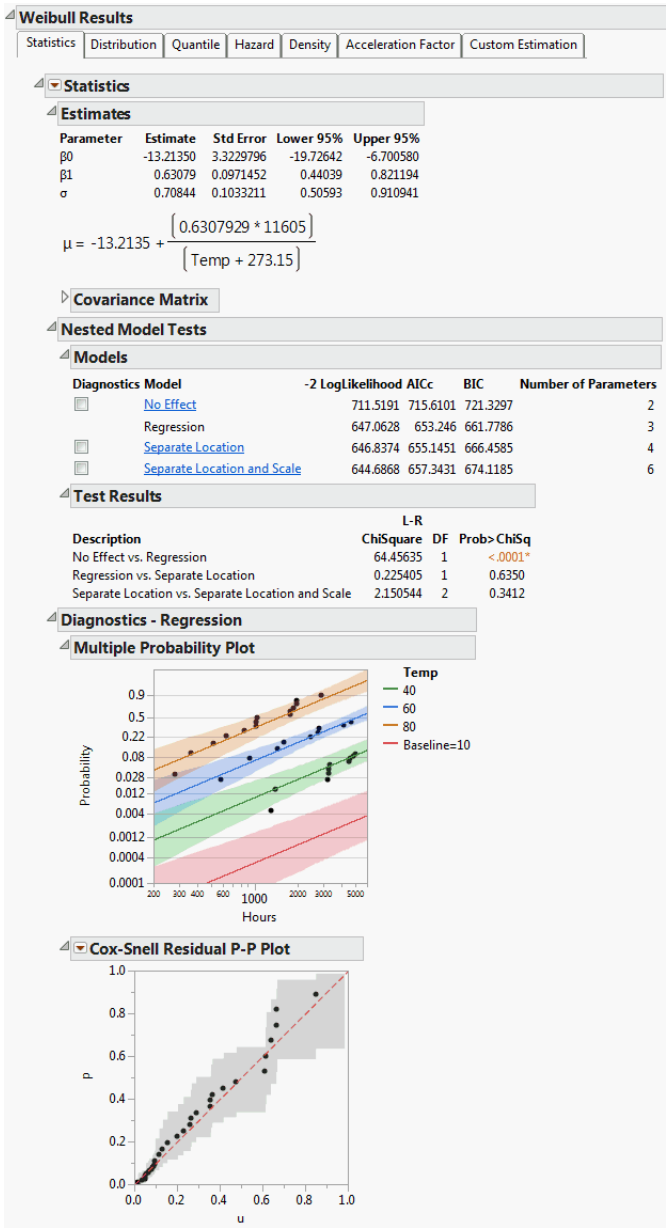 Weibull Results
Statistics Distribution Quantile Hazard Density Acceleration Factor Custom Estimation
Statistics
Estimates
Parameter Estimate Std Error Lower 95% Upper 95%
β0 -13.21350 3.3229796 -19.72642 -6.700580
β1 0.63079 0.0971452 0.44039 0.821194
σ 0.70844 0.1033211 0.50593 0.910941
(0.6307929 * 11605)
μ = -13.2135 +
(Temp + 273.15)
Covariance Matrix
Nested Model Tests
Models
Diagnostics Model -2 LogLikelihood AICc BIC Number of Parameters
No Effect 711.5191 715.6101 721.3297 2
Regression 647.0628 653.246 661.7786 3
Separate Location 646.8374 655.1451 666.4585 4
Separate Location and Scale 644.6868 657.3431 674.1185 6
Test Results
L-R
Description ChiSquare DF Prob>ChiSq
No Effect vs. Regression 64.45635 1 <.0001*
Regression vs. Separate Location 0.225405 1 0.6350
Separate Location vs. Separate Location and Scale 2.150544 2 0.3412
Diagnostics - Regression
Multiple Probability Plot
Temp
40
60
80
Baseline=10
Probability
0.9
0.5
0.22
0.08
0.028
0.012
0.004
0.0012
0.0004
0.0001
200 300 400 600 1000 2000 3000 5000
Hours
Cox-Snell Residual P-P Plot
p
1.0
0.8
0.6
0.4
0.2
0.0
0.0 0.2 0.4 0.6 0.8 1.0
u